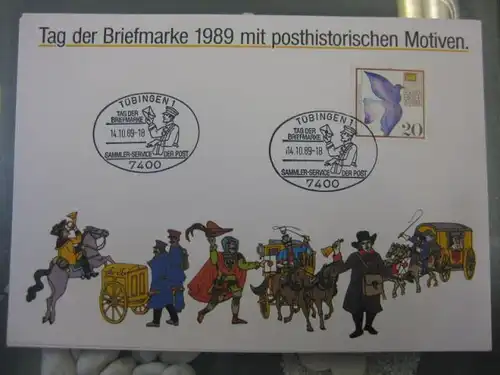 Tag der Briefmarke 1989 mit posthistorischen Motiven.
TÜBINGEN 1
TAG DER
BRIEFMARKE
14.10.89-18
SAMMLER-SERVICE DER POST
7400
TÜBINGEN 1
TAG DER
BRIEFMARKE
14.10.89-18
SAMMLER-SERVICE DER POST
7400
20